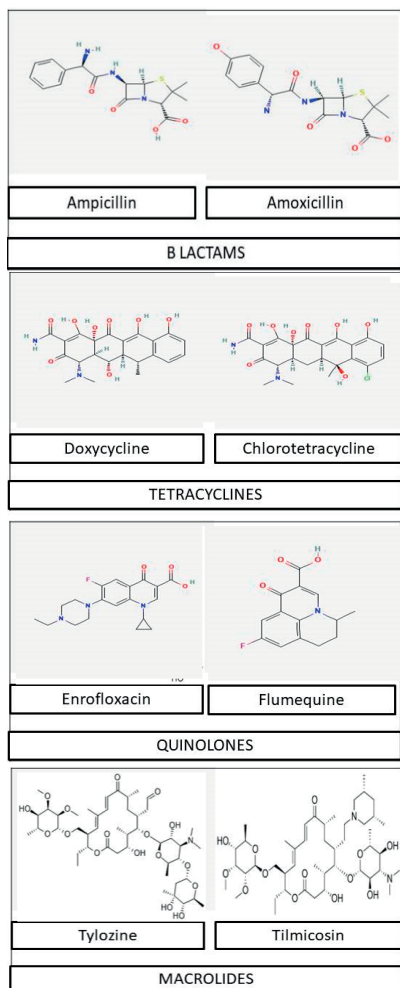 Ampicillin
Amoxicillin
B LACTAMS
Doxycycline
Chlorotetracycline
TETRACYCLINES
Enrofloxacin
Flumequine
QUINOLONES
Tylozine
Tilmicosin
MACROLIDES